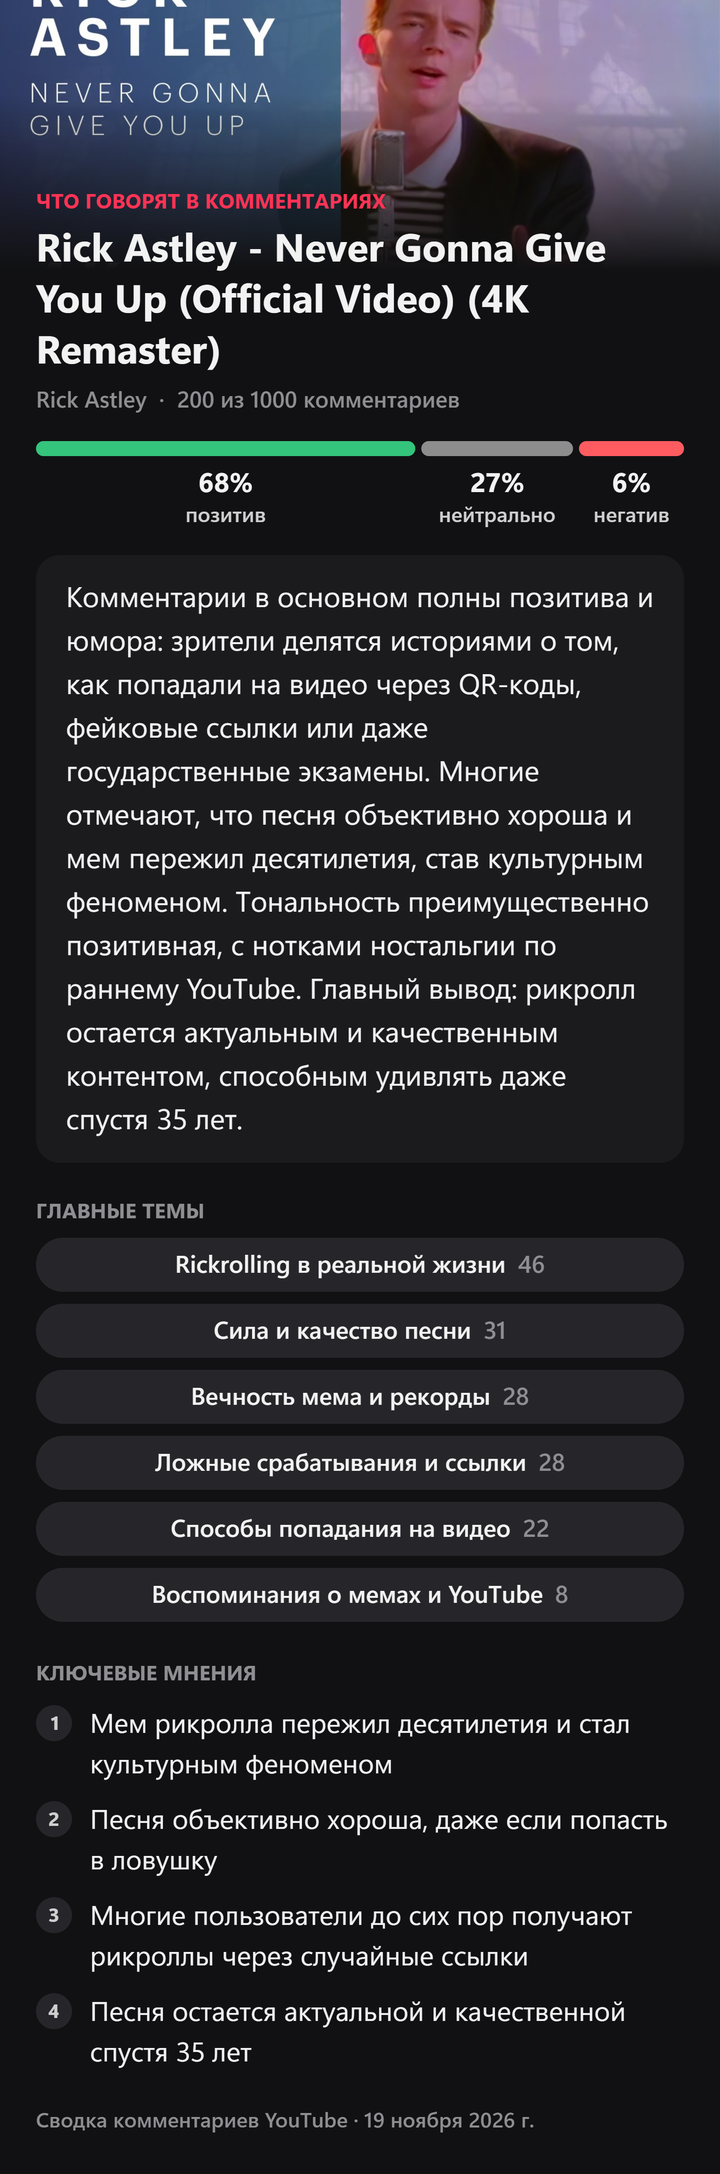 RICK
ASTLEY
NEVER GONNA
GIVE YOU UP
ЧТО ГОВОРЯТ В КОММЕНТАРИЯХ
Rick Astley - Never Gonna Give
You Up (Official Video) (4K
Remaster)
Rick Astley · 200 из 1000 комментариев
68%
позитив
27%
нейтрально
6%
негатив
Комментарии в основном полны позитива и
юмора: зрители делятся историями о том,
как попадали на видео через QR-коды,
фейковые ссылки или даже
государственные экзамены. Многие
отмечают, что песня объективно хороша и
мем пережил десятилетия, став культурным
феноменом. Тональность преимущественно
позитивная, с нотками ностальгии по
раннему YouTube. Главный вывод: рикролл
остается актуальным и качественным
контентом, способным удивлять даже
спустя 35 лет.
ГЛАВНЫЕ ТЕМЫ
Rickrolling в реальной жизни 46
Сила и качество песни 31
Вечность мема и рекорды 28
Ложные срабатывания и ссылки 28
Способы попадания на видео 22
Воспоминания о мемах и YouTube 8
КЛЮЧЕВЫЕ МНЕНИЯ
1 Мем рикролла пережил десятилетия и стал
культурным феноменом
2 Песня объективно хороша, даже если попасть
в ловушку
3 Многие пользователи до сих пор получают
рикроллы через случайные ссылки
4 Песня остается актуальной и качественной
спустя 35 лет
Сводка комментариев YouTube · 19 ноября 2026 г.